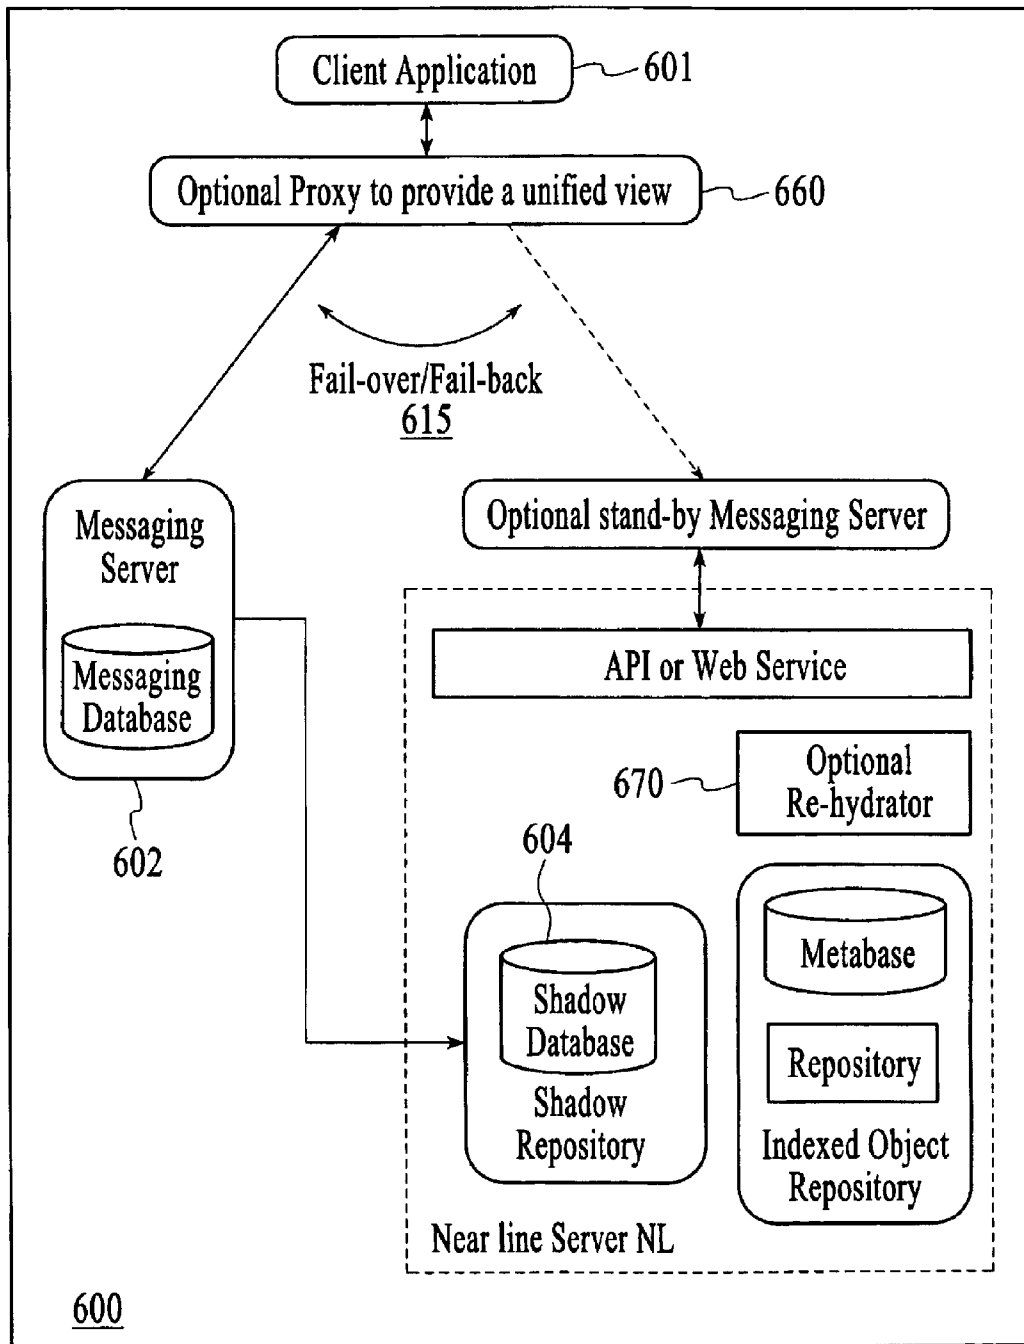 Client Application
601
Optional Proxy to provide a unified view
660
Fail-over/Fail-back
615
Messaging
Server
Messaging
Database
602
Optional stand-by Messaging Server
API or Web Service
670
Optional
Re-hydrator
604
Shadow
Database
Shadow
Repository
Metabase
Repository
Indexed Object
Repository
Near line Server NL
600